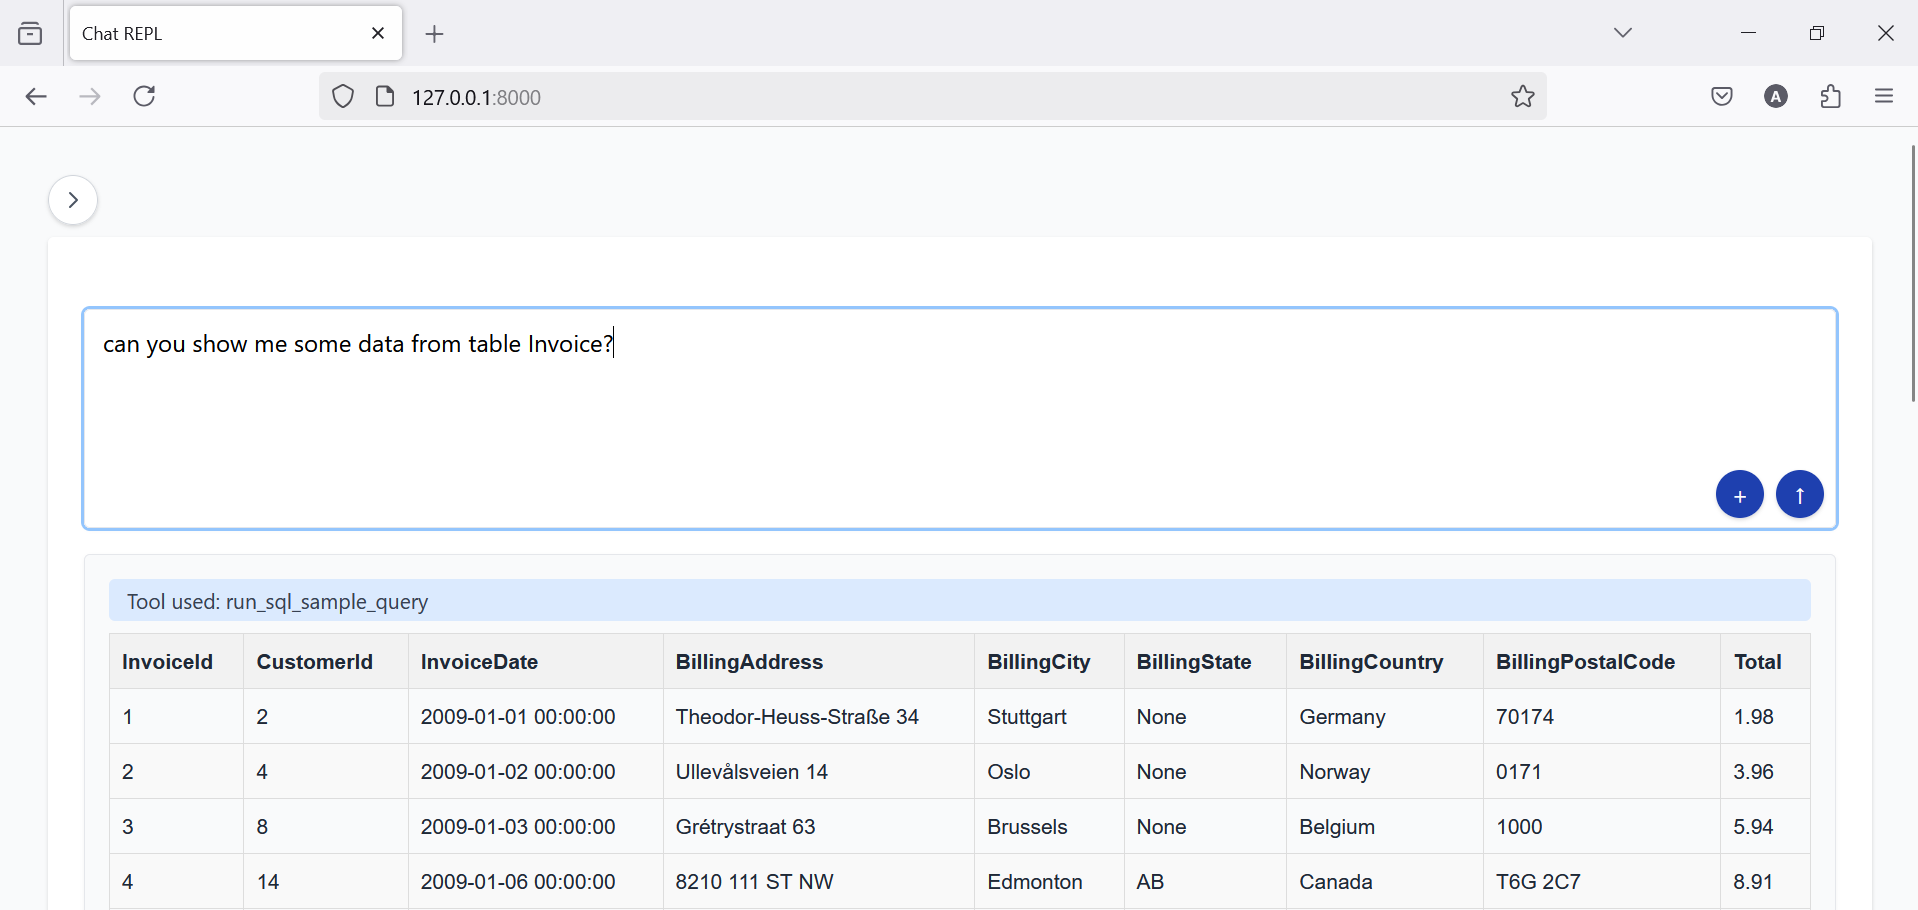 Chat REPL
127.0.0.1:8000
A
can you show me some data from table Invoice?
+ ↑
Tool used: run_sql_sample_query
InvoiceId CustomerId InvoiceDate BillingAddress BillingCity BillingState BillingCountry BillingPostalCode Total
1 2 2009-01-01 00:00:00 Theodor-Heuss-Straße 34 Stuttgart None Germany 70174 1.98
2 4 2009-01-02 00:00:00 Ullevålsveien 14 Oslo None Norway 0171 3.96
3 8 2009-01-03 00:00:00 Grétrystraat 63 Brussels None Belgium 1000 5.94
4 14 2009-01-06 00:00:00 8210 111 ST NW Edmonton AB Canada T6G 2C7 8.91